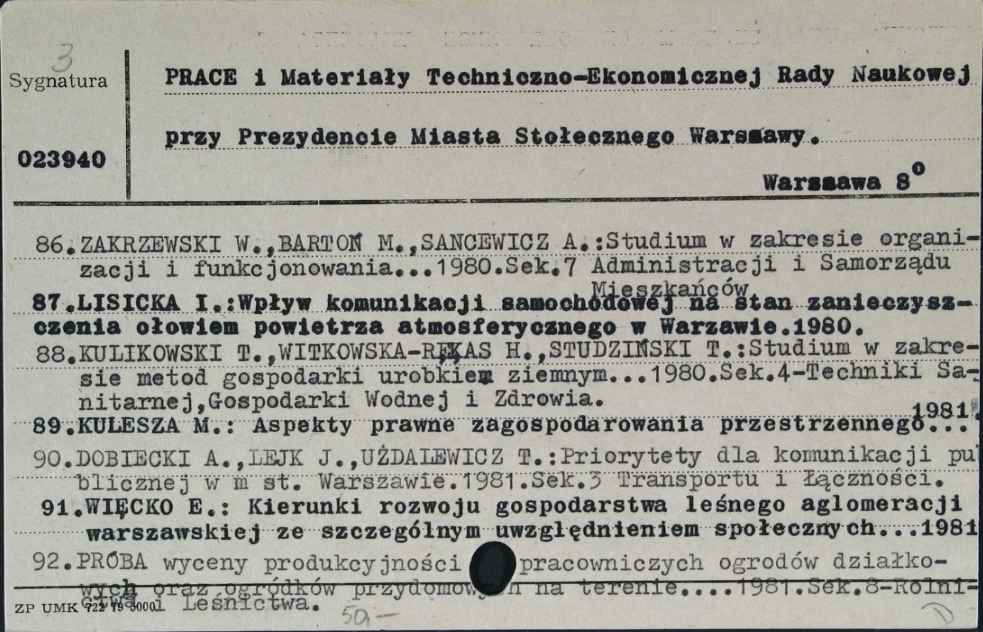 3
Sygnatura
PRACE i Materiały Techniczno-Ekonomicznej Rady Naukowej
przy Prezydencie Miasta Stołecznego Warszawy.
023940
Warszawa 8⁰
86.ZAKRZEWSKI W.,BARTOŃ M.,SANCEWICZ A.:Studium w zakresie organi-
zacji i funkcjonowania...1980.Sek.7 Administracji i Samorządu
Mieszkańców
87.LISICKA I.:Wpływ komunikacji samochodowej na stan zanieczysz-
czenia ołowiem powietrza atmosferycznego w Warzawie.1980.
88.KULIKOWSKI T.,WITKOWSKA-RĘKAS H.,STUDZIŃSKI T.:Studium w zakre-
sie metod gospodarki urobkiem ziemnym...1980.Sek.4-Techniki Sa-
nitarnej,Gospodarki Wodnej i Zdrowia.
1981.
89.KULESZA M.: Aspekty prawne zagospodarowania przestrzennego...
90.DOBIECKI A.,LEJK J.,UŻDALEWICZ T.:Priorytety dla komunikacji pu
blicznej w m st. Warszawie.1981.Sek.3 Transportu i Łączności.
91.WIĘCKO E.: Kierunki rozwoju gospodarstwa leśnego aglomeracji
warszawskiej ze szczególnym uwzględnieniem społecznych...1981
92.PRÓBA wyceny produkcyjności pracowniczych ogrodów działko-
wych oraz ogródków przydomowych na terenie....1981.Sek.8-Rolni-
ctwa i Leśnictwa.
ZP UMK 722 79 5000
50,-
D